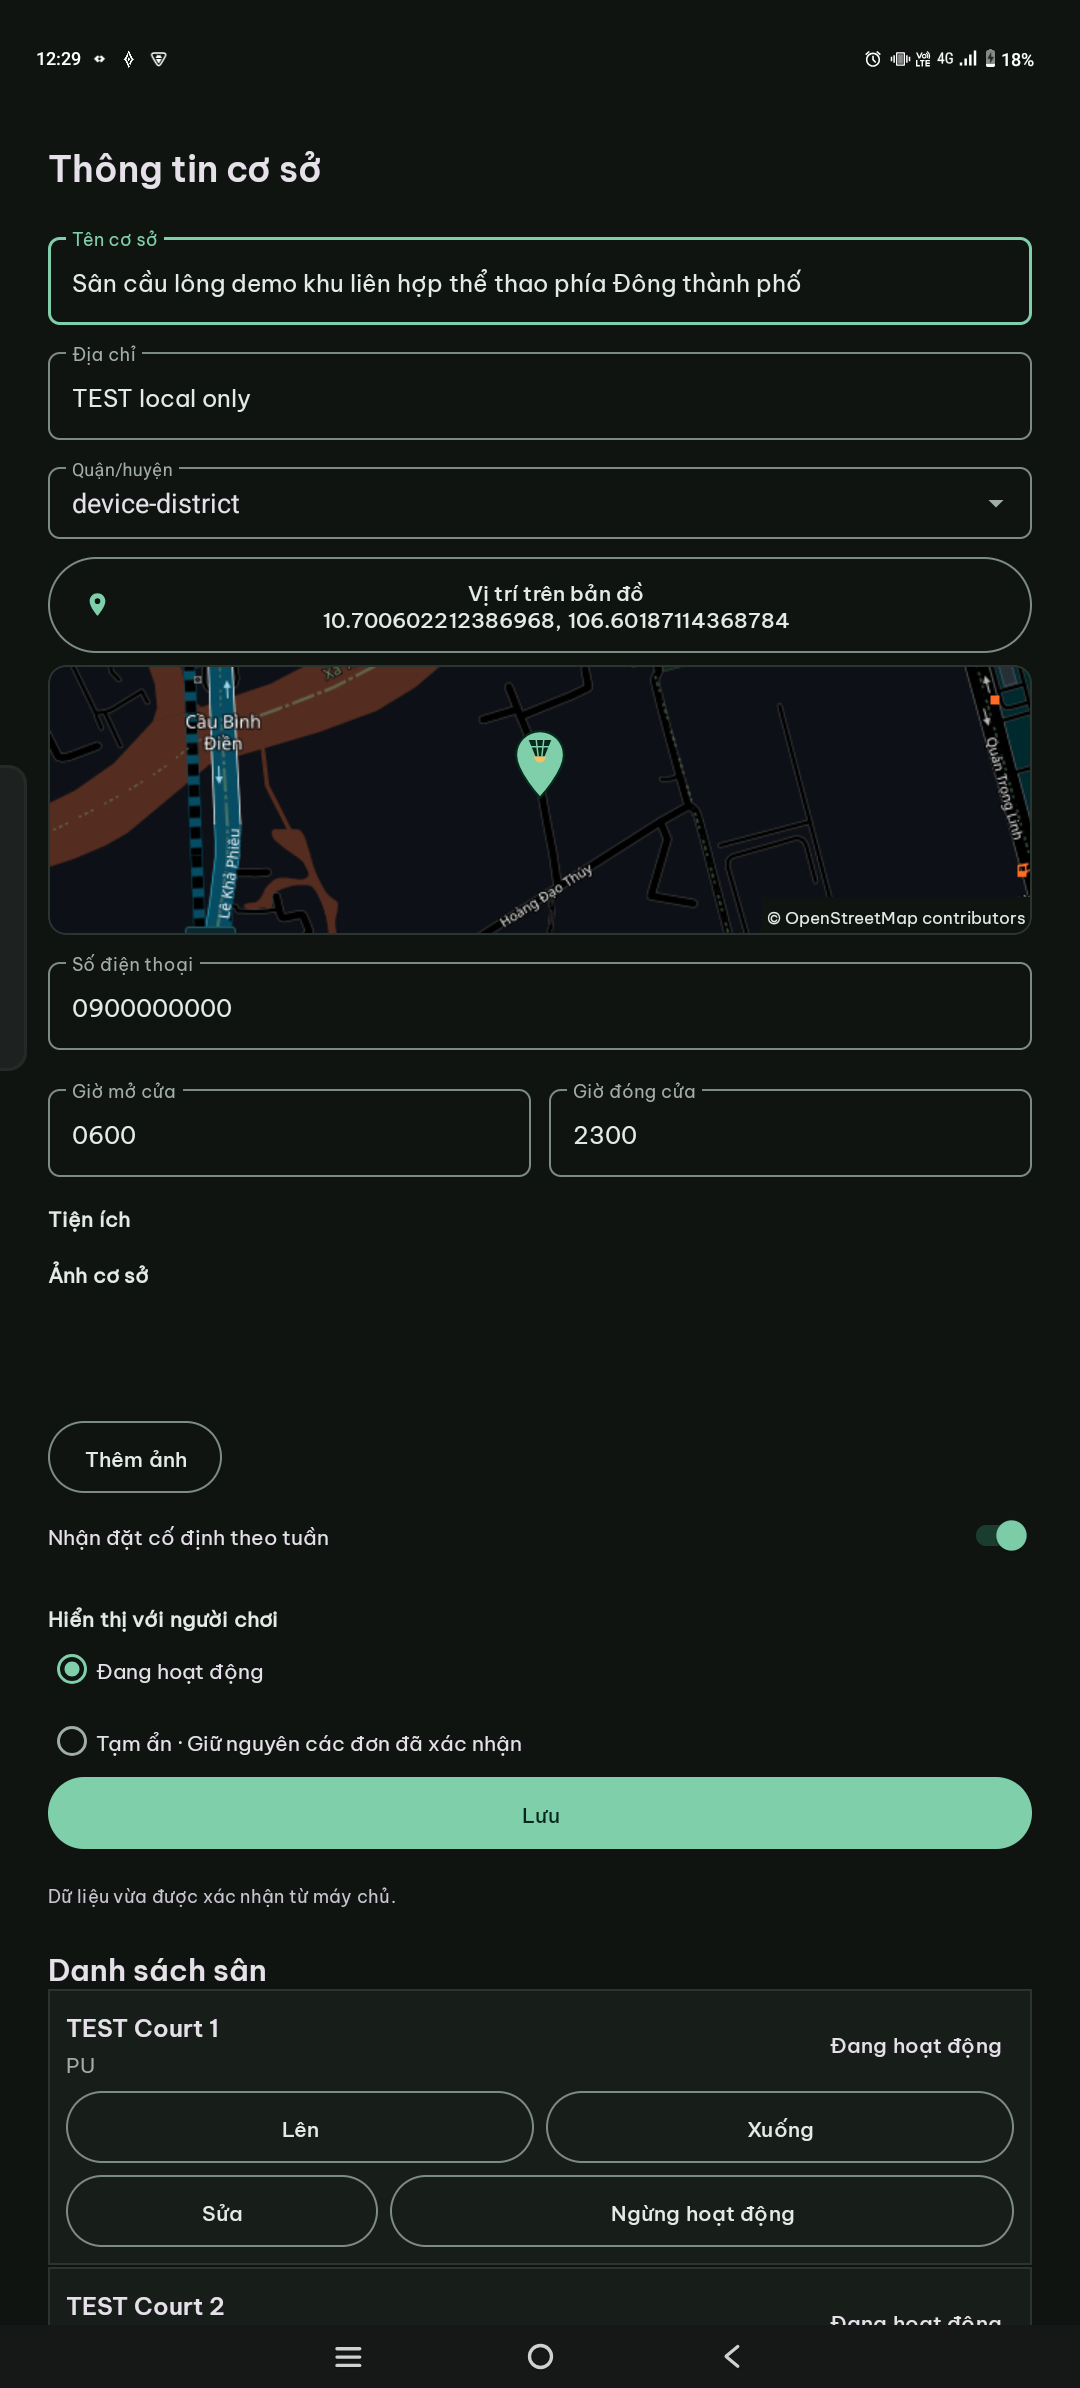 12:29
Vo) LTE 4G 18%
Thông tin cơ sở
Tên cơ sở
Sân cầu lông demo khu liên hợp thể thao phía Đông thành phố
Địa chỉ
TEST local only
Quận/huyện
device-district
Vị trí trên bản đồ
10.700602212386968, 106.60187114368784
Cầu Bình
Điền
Quản Trọng Linh
Lê Khả Phiêu
Hoàng Đạo Thúy
© OpenStreetMap contributors
Số điện thoại
0900000000
Giờ mở cửa
Giờ đóng cửa
0600
2300
Tiện ích
Ảnh cơ sở
Thêm ảnh
Nhận đặt cố định theo tuần
Hiển thị với người chơi
Đang hoạt động
Tạm ẩn · Giữ nguyên các đơn đã xác nhận
Lưu
Dữ liệu vừa được xác nhận từ máy chủ.
Danh sách sân
TEST Court 1
Đang hoạt động
PU
Lên
Xuống
Sửa
Ngừng hoạt động
TEST Court 2
Đang hoạt động